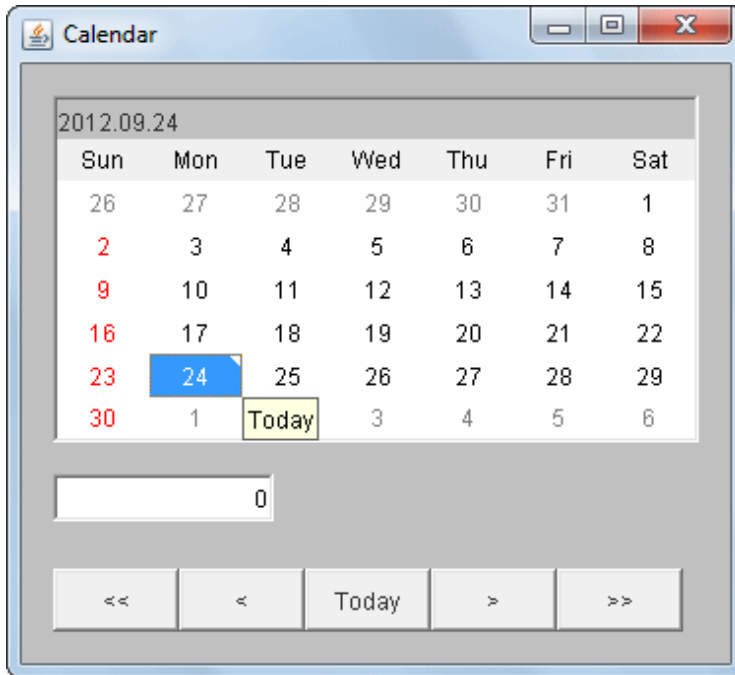 Calendar
2012.09.24
Sun Mon Tue Wed Thu Fri Sat
26 27 28 29 30 31 1
2 3 4 5 6 7 8
9 10 11 12 13 14 15
16 17 18 19 20 21 22
23 24 25 26 27 28 29
30 1 Today 3 4 5 6
0
<< < Today > >>